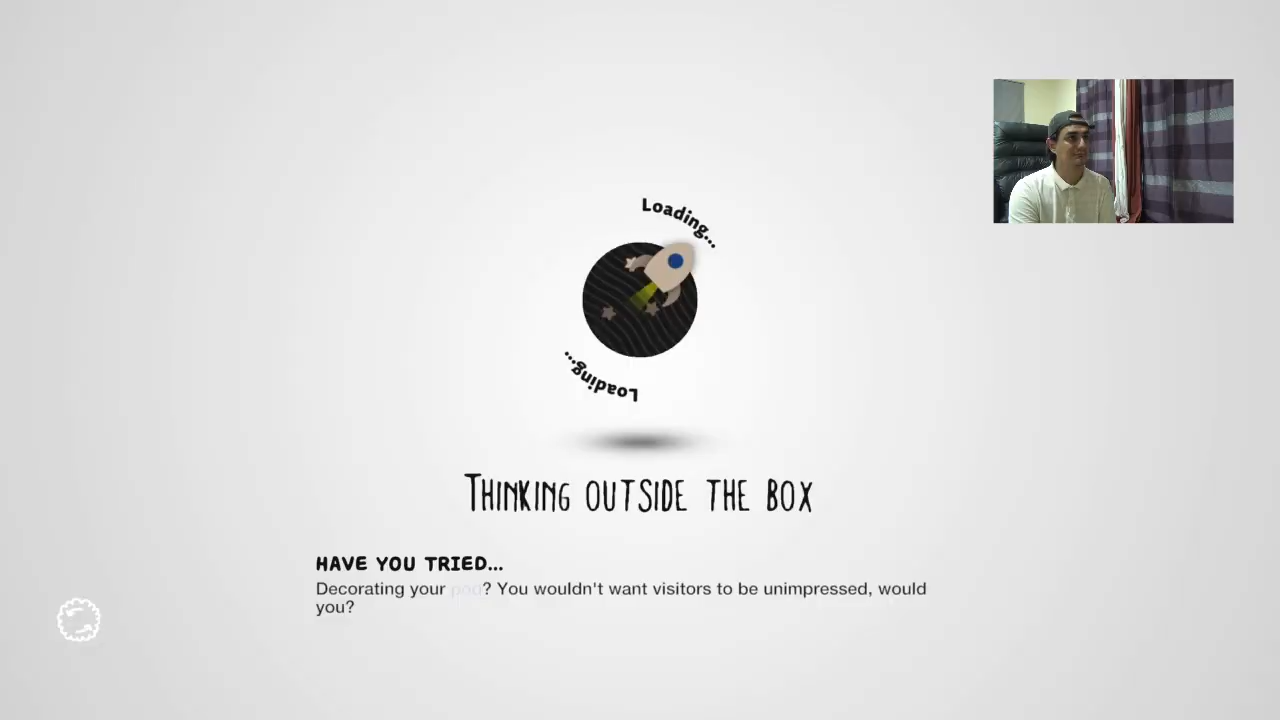 Loading...
Loading...
THINKING OUTSIDE THE BOX
HAVE YOU TRIED...
Decorating your pod? You wouldn't want visitors to be unimpressed, would
you?